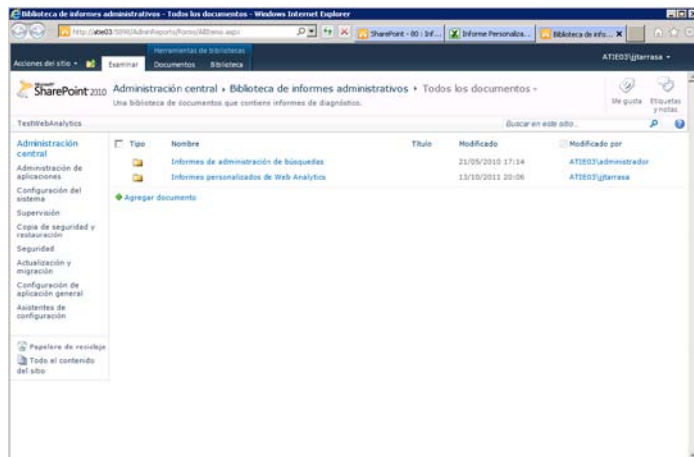 Biblioteca de informes administrativos - Todos los documentos - Windows Internet Explorer
SharePoint - 80 : Inf...
Informe Personaliza...
Biblioteca de info...
Herramientas de bibliotecas
Acciones del sitio
Examinar
Documentos
Biblioteca
ATIE03\jjtarrasa
Microsoft
SharePoint 2010
Administración central
Biblioteca de informes administrativos
Todos los documentos
Una biblioteca de documentos que contiene informes de diagnóstico.
Me gusta
Etiquetas
y notas
TestWebAnalytics
Buscar en este sitio...
Administración
central
Administración de
aplicaciones
Configuración del
sistema
Supervisión
Copia de seguridad y
restauración
Seguridad
Actualización y
migración
Configuración de
aplicación general
Asistentes de
configuración
Papelera de reciclaje
Todo el contenido
del sitio
Tipo Nombre Título Modificado Modificado por
Informes de administración de búsquedas 21/05/2010 17:14 ATIE03\administrador
Informes personalizados de Web Analytics 13/10/2011 20:06 ATIE03\jjtarrasa
Agregar documento